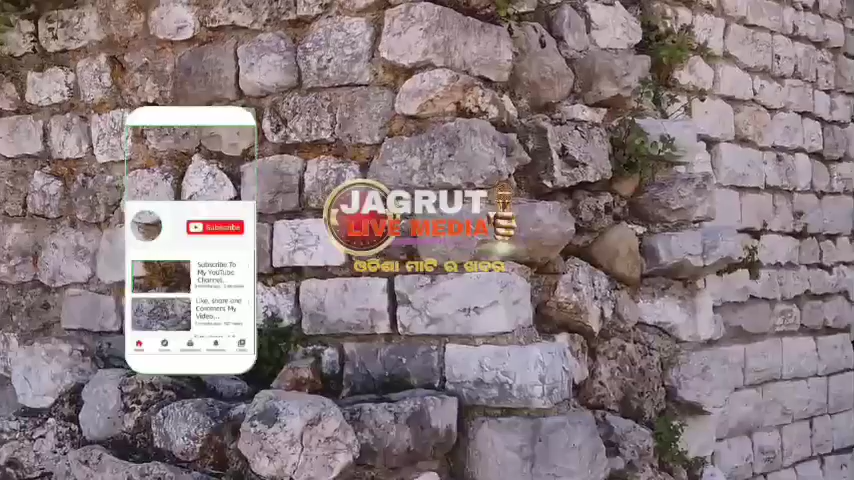 JAGRUT
LIVE MEDIA
ଓଡିଶା ମାଟି ର ଖବର
Subscribe
Subscribe To
My YouTube
Channel...
Like, share and
Comment My
Video...